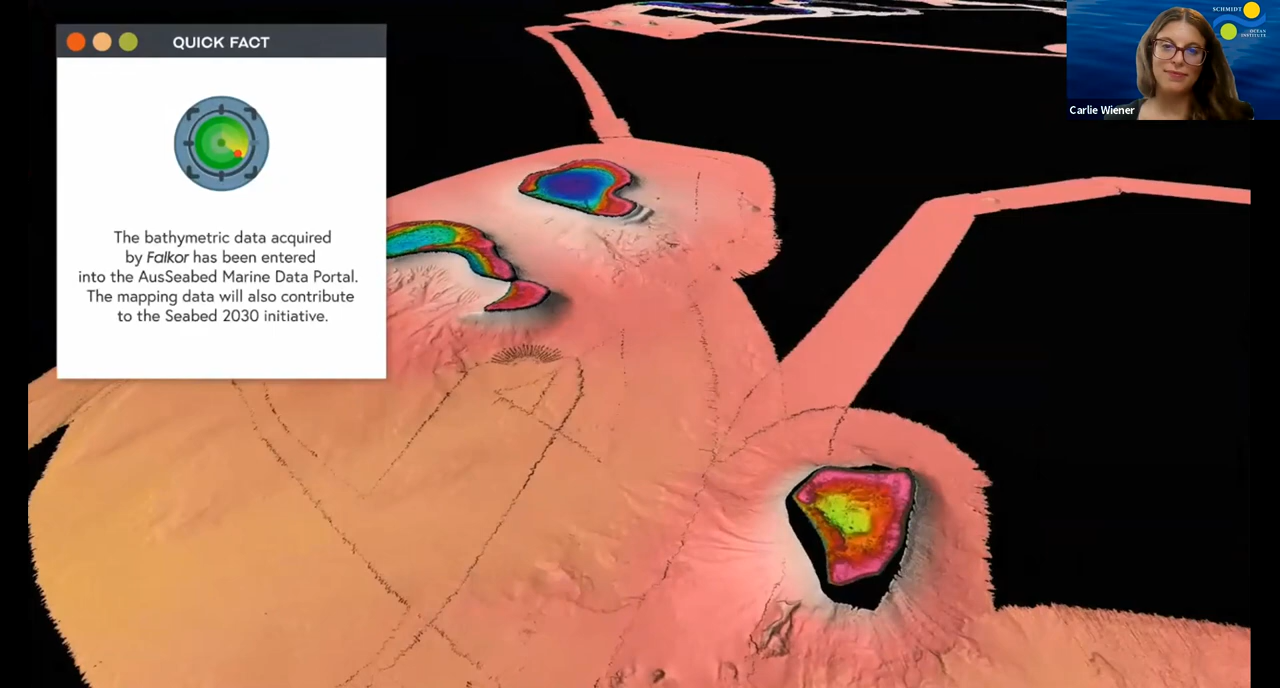 QUICK FACT
The bathymetric data acquired
by Falkor has been entered
into the AusSeabed Marine Data Portal.
The mapping data will also contribute
to the Seabed 2030 initiative.
SCHMIDT
OCEAN
INSTITUTE
Carlie Wiener